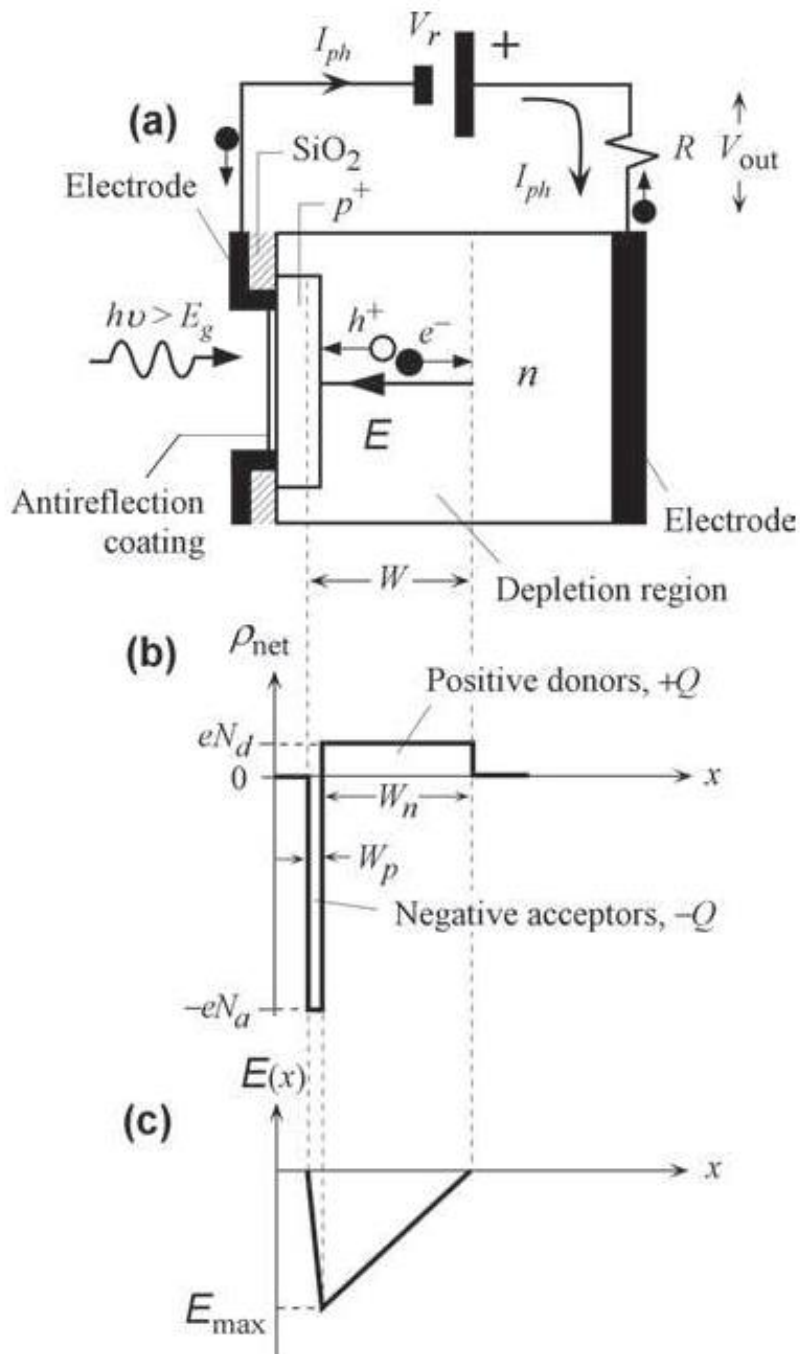 V_r
+
I_ph
(a)
SiO₂
R
V_out
Electrode
p⁺
I_ph
hυ > E_g
h⁺
e⁻
n
E
Antireflection
coating
Electrode
W
Depletion region
(b)
ρ_net
Positive donors, +Q
eN_d
0
x
W_n
W_p
Negative acceptors, −Q
−eN_a
E(x)
(c)
x
E_max